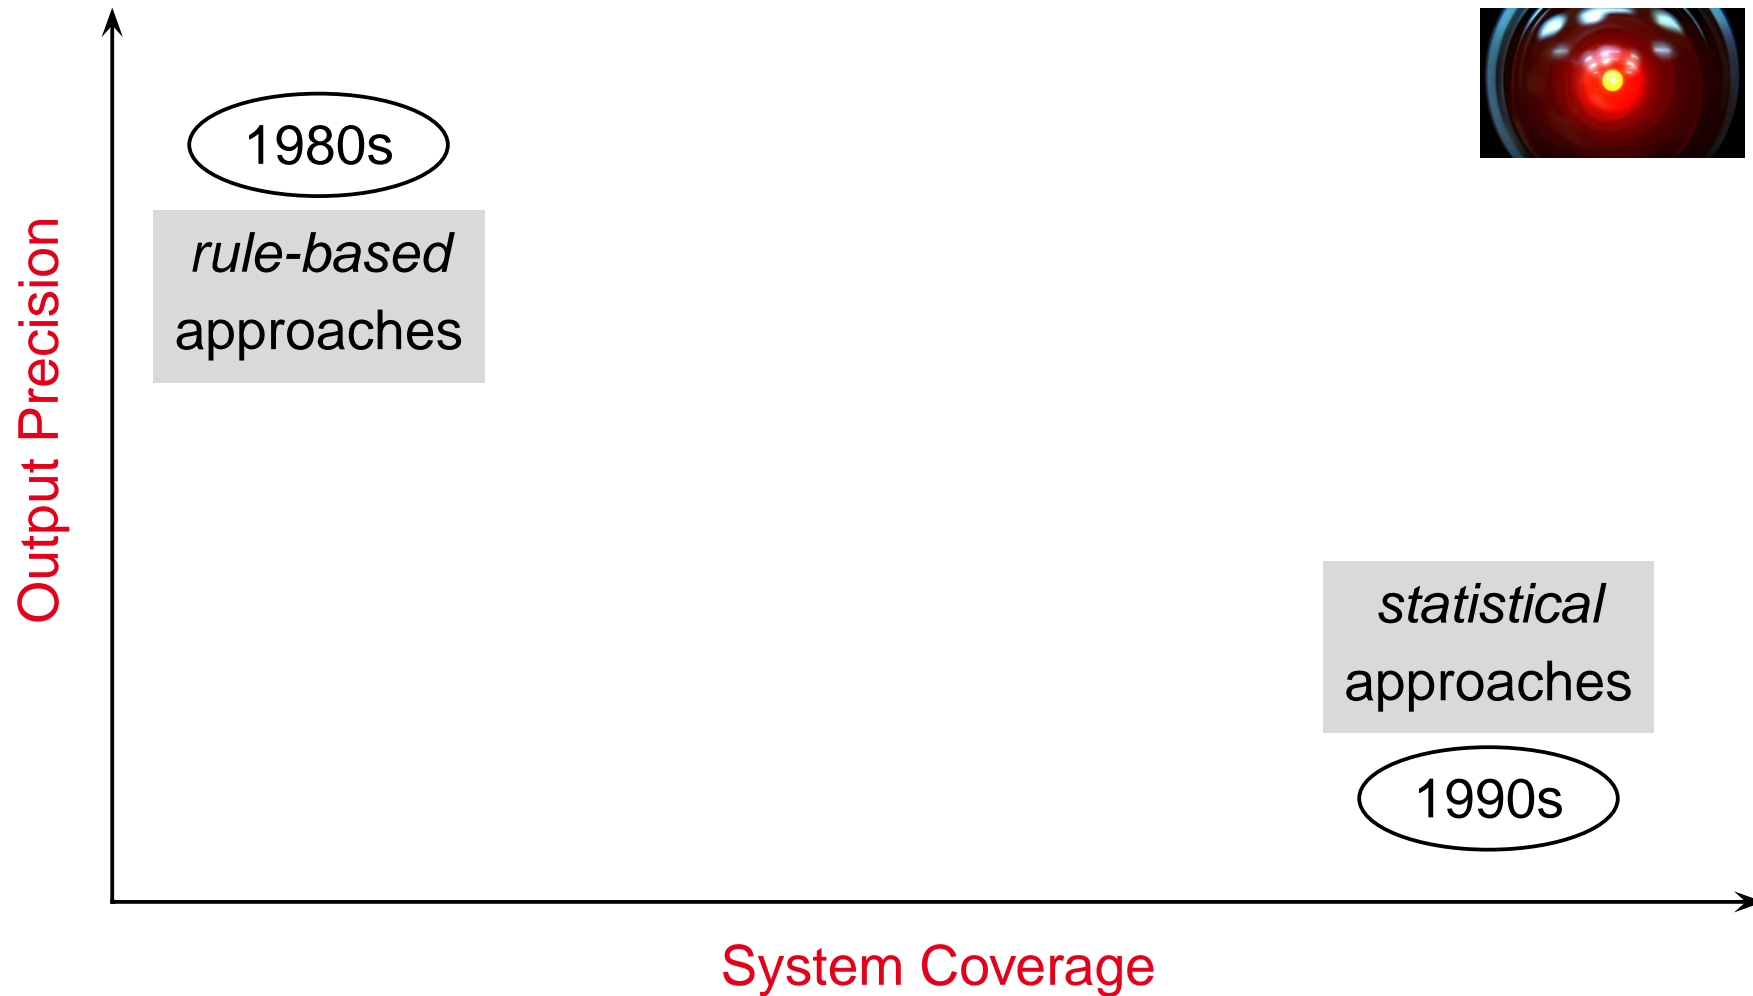 Output Precision
1980s
rule-based
approaches
statistical
approaches
1990s
System Coverage